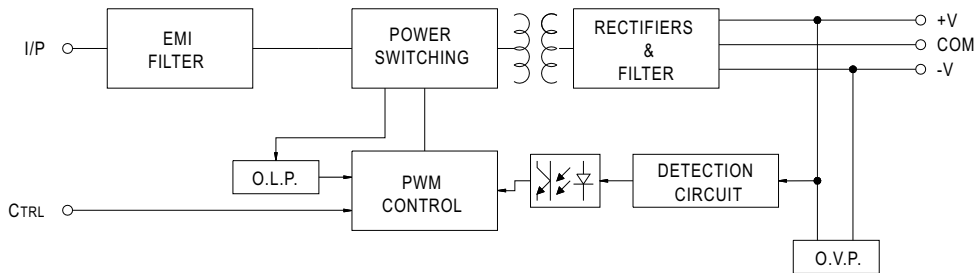 I/P
EMI
FILTER
POWER
SWITCHING
RECTIFIERS
&
FILTER
+V
COM
-V
O.L.P.
PWM
CONTROL
DETECTION
CIRCUIT
CTRL
O.V.P.